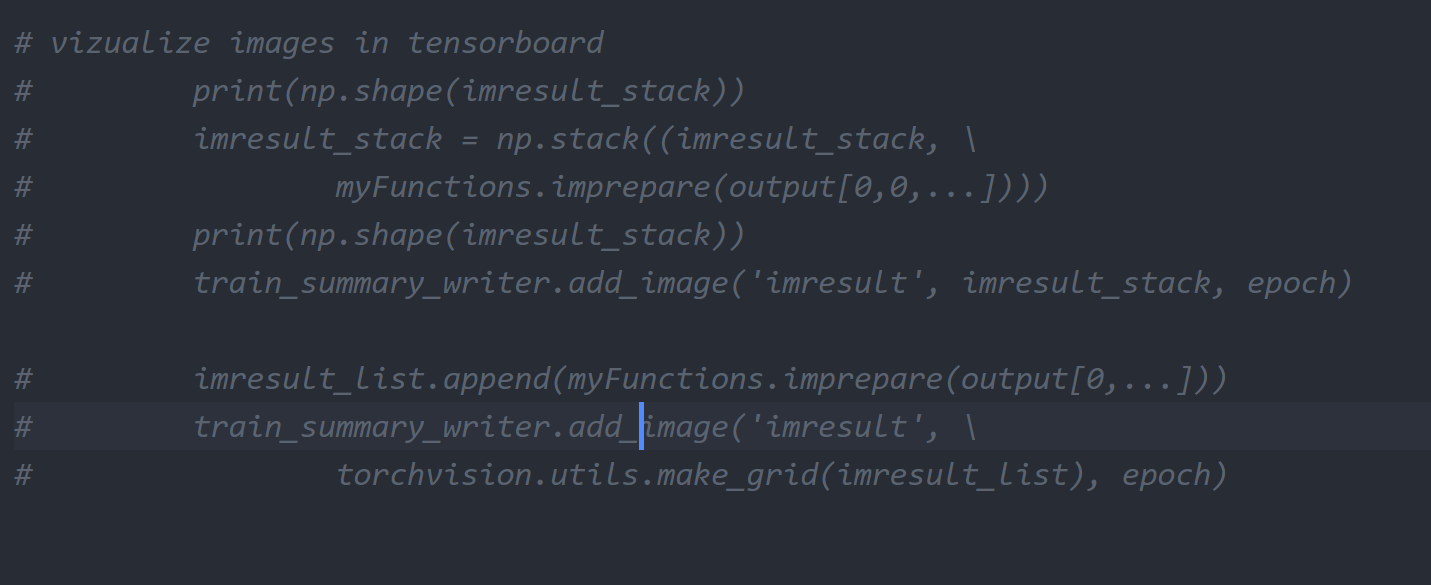 # vizualize images in tensorboard
#         print(np.shape(imresult_stack))
#         imresult_stack = np.stack((imresult_stack, \
#                 myFunctions.imprepare(output[0,0,...])))
#         print(np.shape(imresult_stack))
#         train_summary_writer.add_image('imresult', imresult_stack, epoch)
#         imresult_list.append(myFunctions.imprepare(output[0,...]))
#         train_summary_writer.add_image('imresult', \
#                 torchvision.utils.make_grid(imresult_list), epoch)